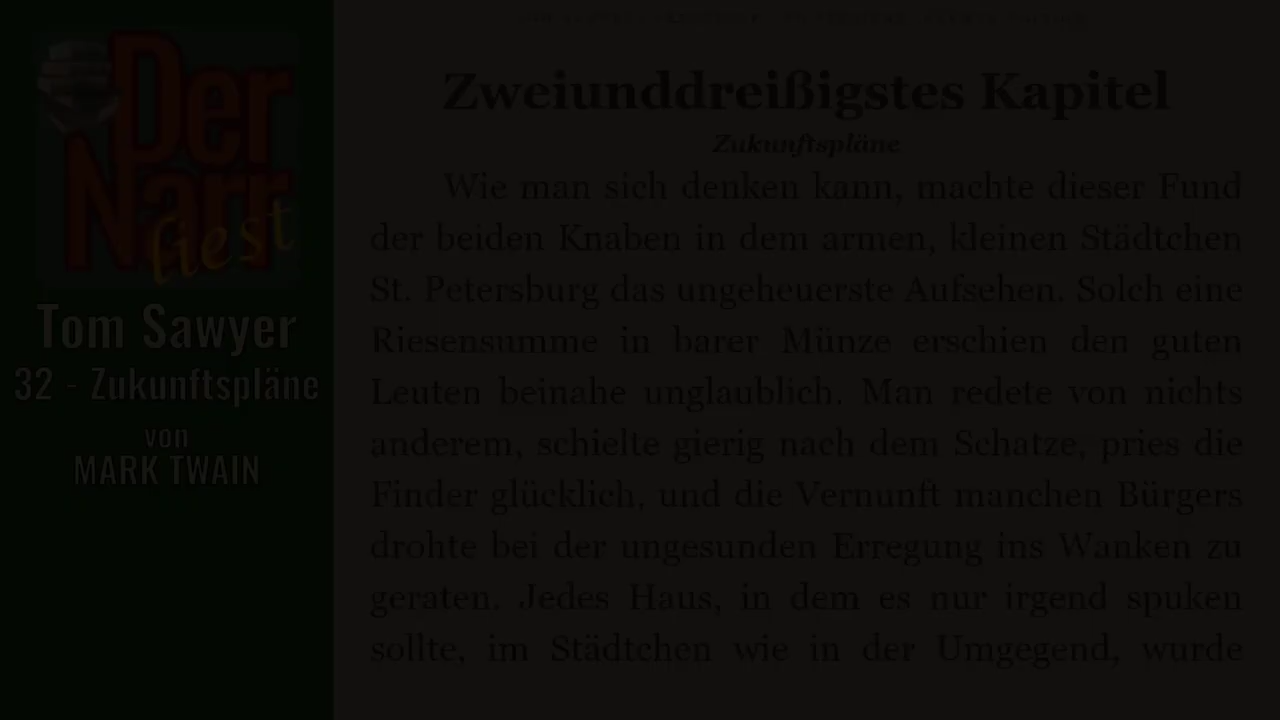 Der
Narr
liest
Tom Sawyer
32 - Zukunftspläne
von
MARK TWAIN
Zweiunddreißigstes Kapitel
Zukunftspläne
Wie man sich denken kann, machte dieser Fund
der beiden Knaben in dem armen, kleinen Städtchen
St. Petersburg das ungeheuerste Aufsehen. Solch eine
Riesensumme in barer Münze erschien den guten
Leuten beinahe unglaublich. Man redete von nichts
anderem, schielte gierig nach dem Schatze, pries die
Finder glücklich, und die Vernunft manchen Bürgers
drohte bei der ungesunden Erregung ins Wanken zu
geraten. Jedes Haus, in dem es nur irgend spuken
sollte, im Städtchen wie in der Umgegend, wurde